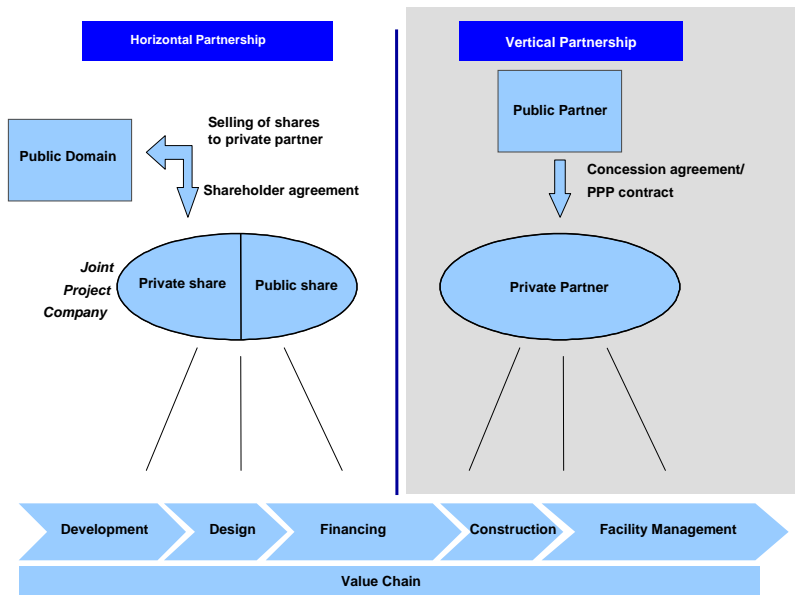 Horizontal Partnership
Selling of shares
to private partner
Public Domain
Shareholder agreement
Joint
Project
Company
Private share
Public share
Vertical Partnership
Public Partner
Concession agreement/
PPP contract
Private Partner
Development
Design
Financing
Construction
Facility Management
Value Chain